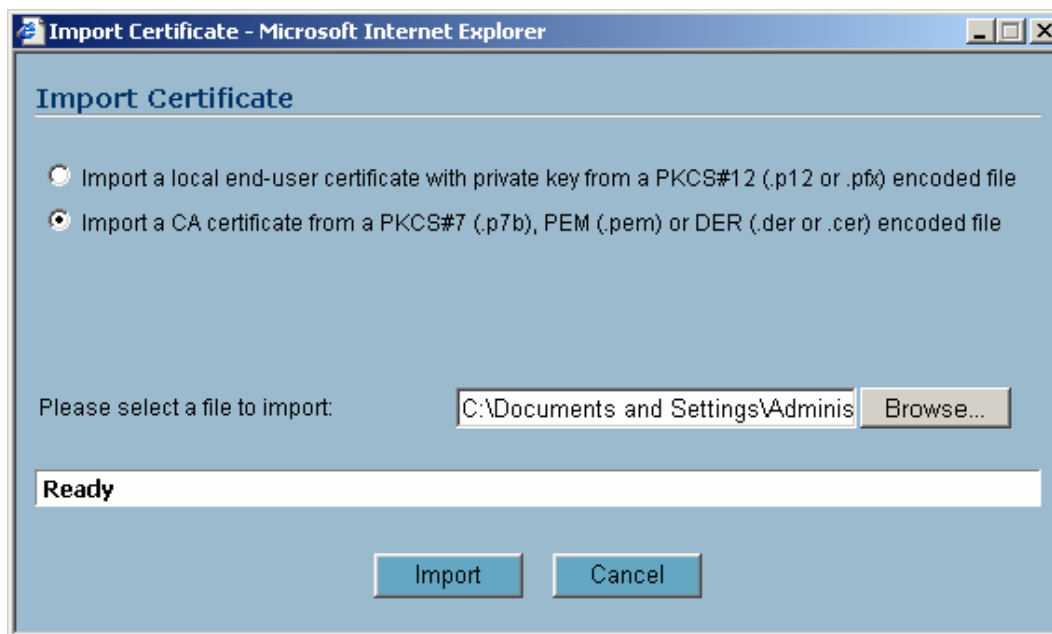 Import Certificate - Microsoft Internet Explorer
Import Certificate
Import a local end-user certificate with private key from a PKCS#12 (.p12 or .pfx) encoded file
Import a CA certificate from a PKCS#7 (.p7b), PEM (.pem) or DER (.der or .cer) encoded file
Please select a file to import: C:\Documents and Settings\Adminis Browse...
Ready
Import Cancel